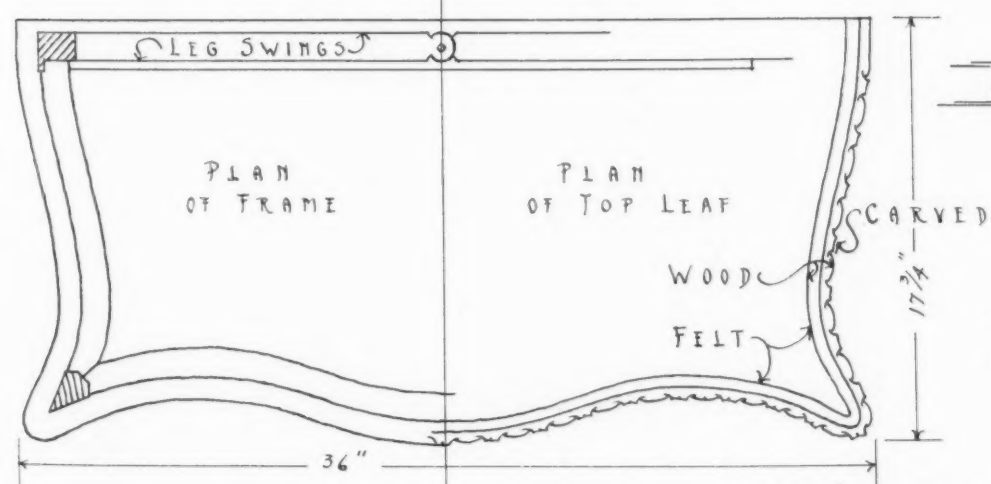 LEG SWINGS
PLAN
OF FRAME
PLAN
OF TOP LEAF
CARVED
WOOD
17 3/4"
FELT
36"